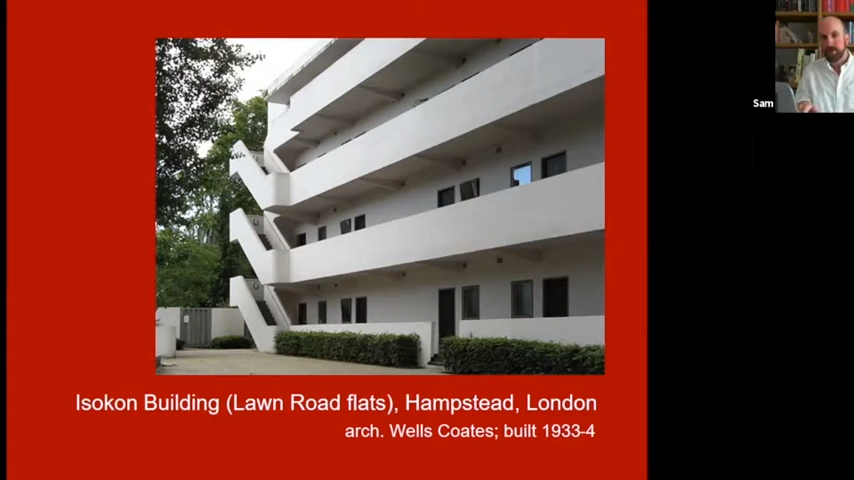 Sam
Isokon Building (Lawn Road flats), Hampstead, London
arch. Wells Coates; built 1933-4